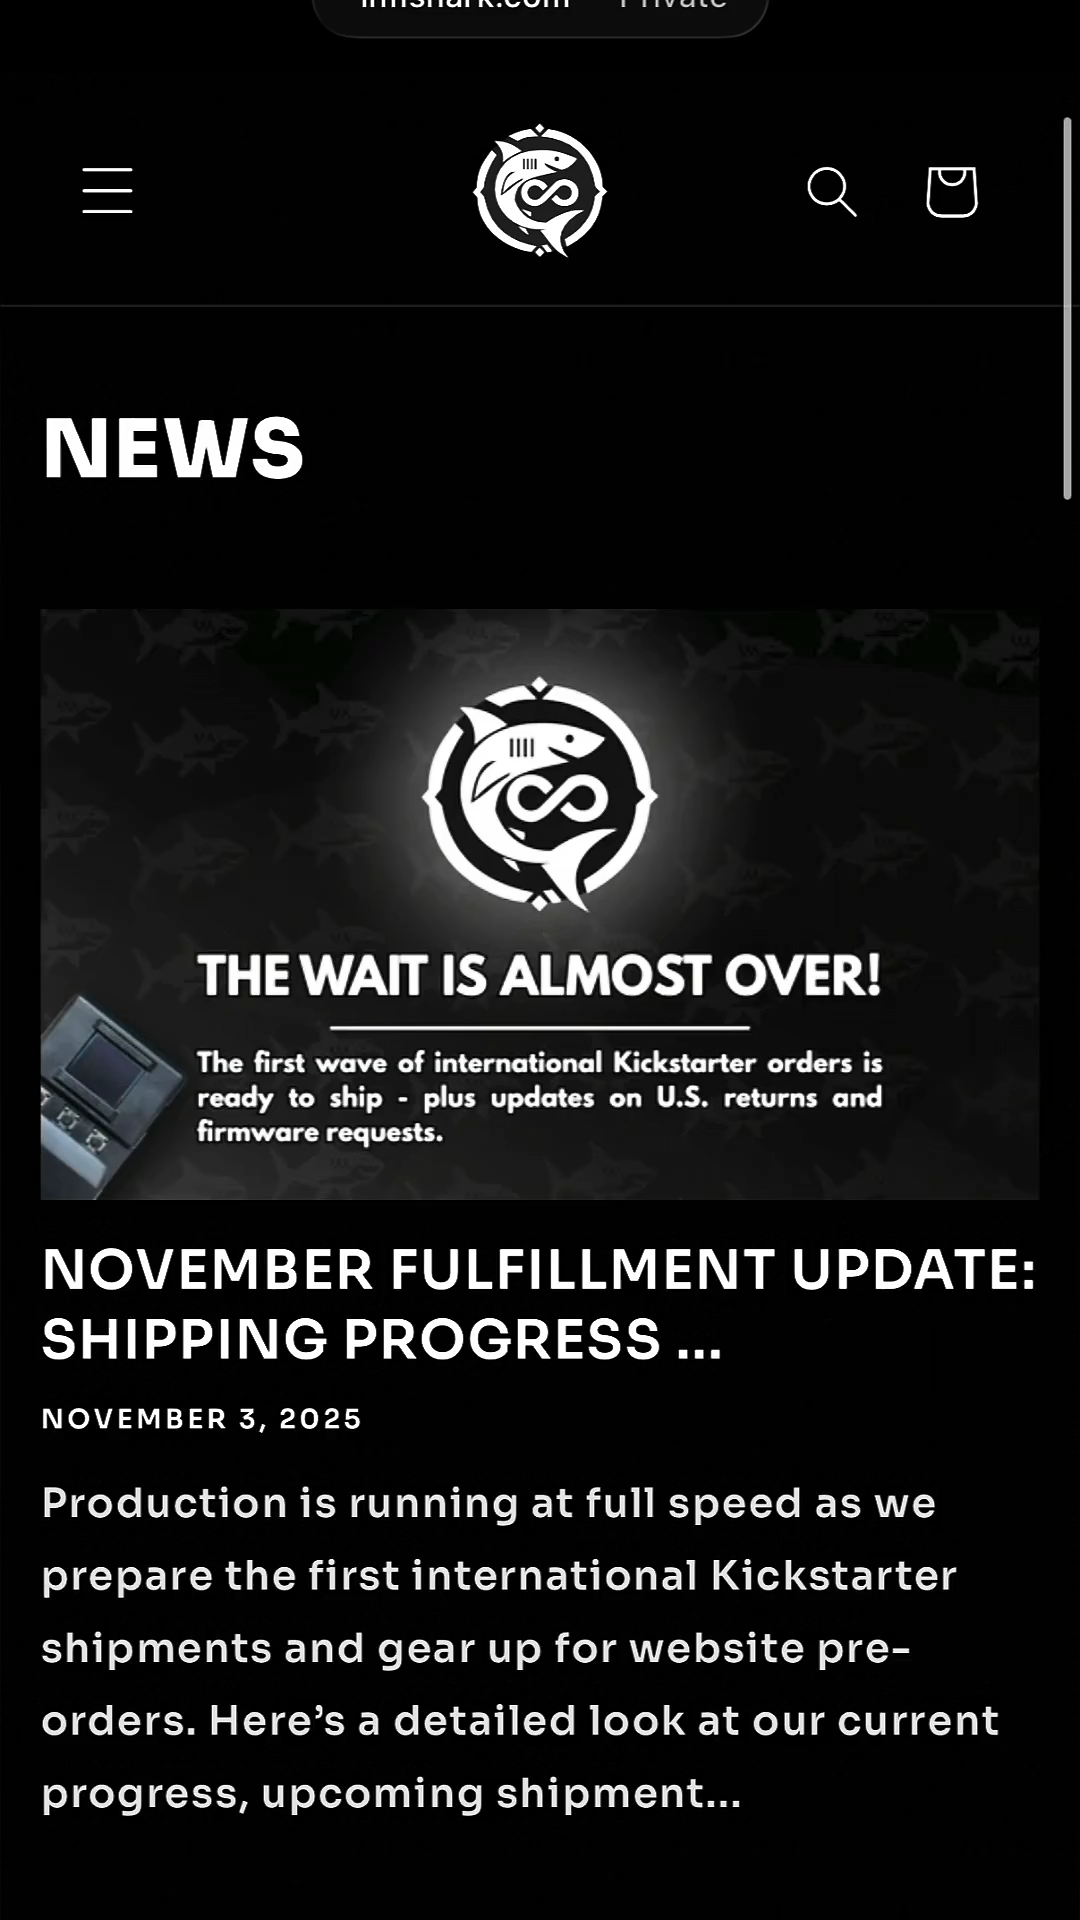 NEWS
THE WAIT IS ALMOST OVER!
The first wave of international Kickstarter orders is
ready to ship - plus updates on U.S. returns and
firmware requests.
NOVEMBER FULFILLMENT UPDATE:
SHIPPING PROGRESS ...
NOVEMBER 3, 2025
Production is running at full speed as we
prepare the first international Kickstarter
shipments and gear up for website pre-
orders. Here’s a detailed look at our current
progress, upcoming shipment...